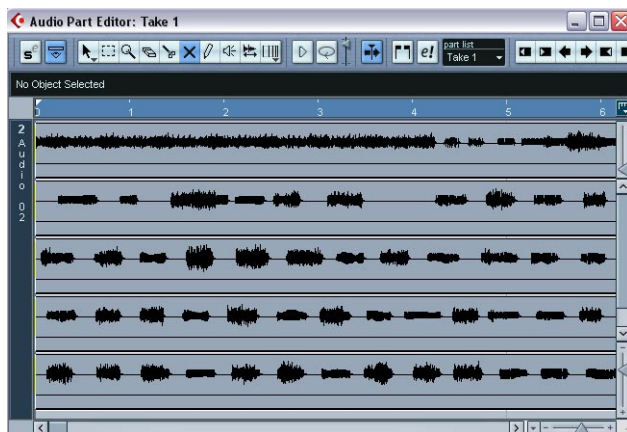 Audio Part Editor: Take 1
e!
part list
Take 1
No Object Selected
0 1 2 3 4 5 6
2
Audio 02